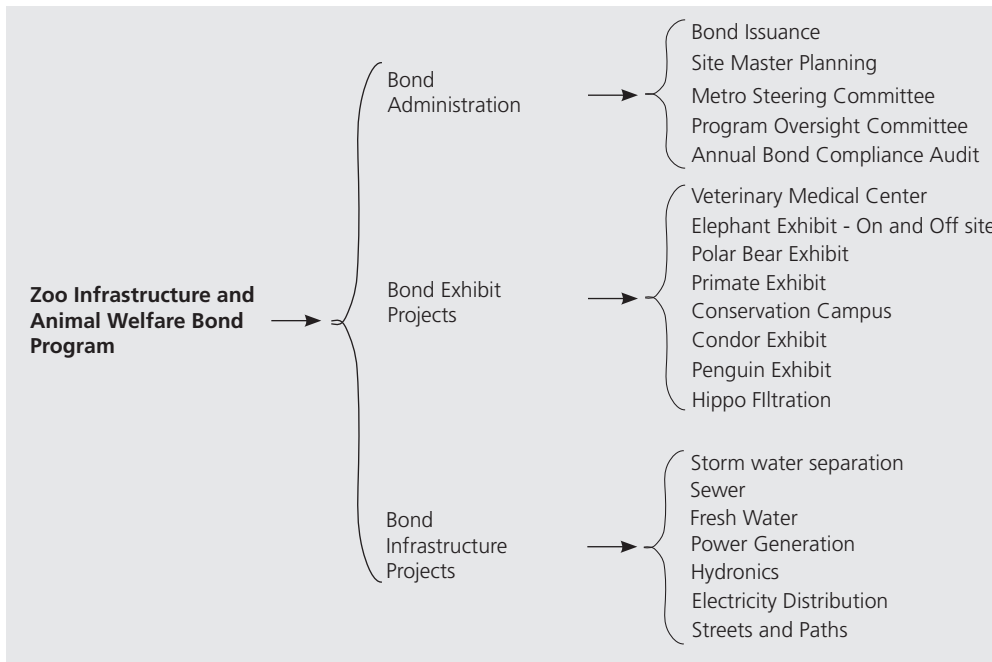 Zoo Infrastructure and
Animal Welfare Bond
Program
Bond
Administration
Bond Issuance
Site Master Planning
Metro Steering Committee
Program Oversight Committee
Annual Bond Compliance Audit
Bond Exhibit
Projects
Veterinary Medical Center
Elephant Exhibit - On and Off site
Polar Bear Exhibit
Primate Exhibit
Conservation Campus
Condor Exhibit
Penguin Exhibit
Hippo FIltration
Bond
Infrastructure
Projects
Storm water separation
Sewer
Fresh Water
Power Generation
Hydronics
Electricity Distribution
Streets and Paths